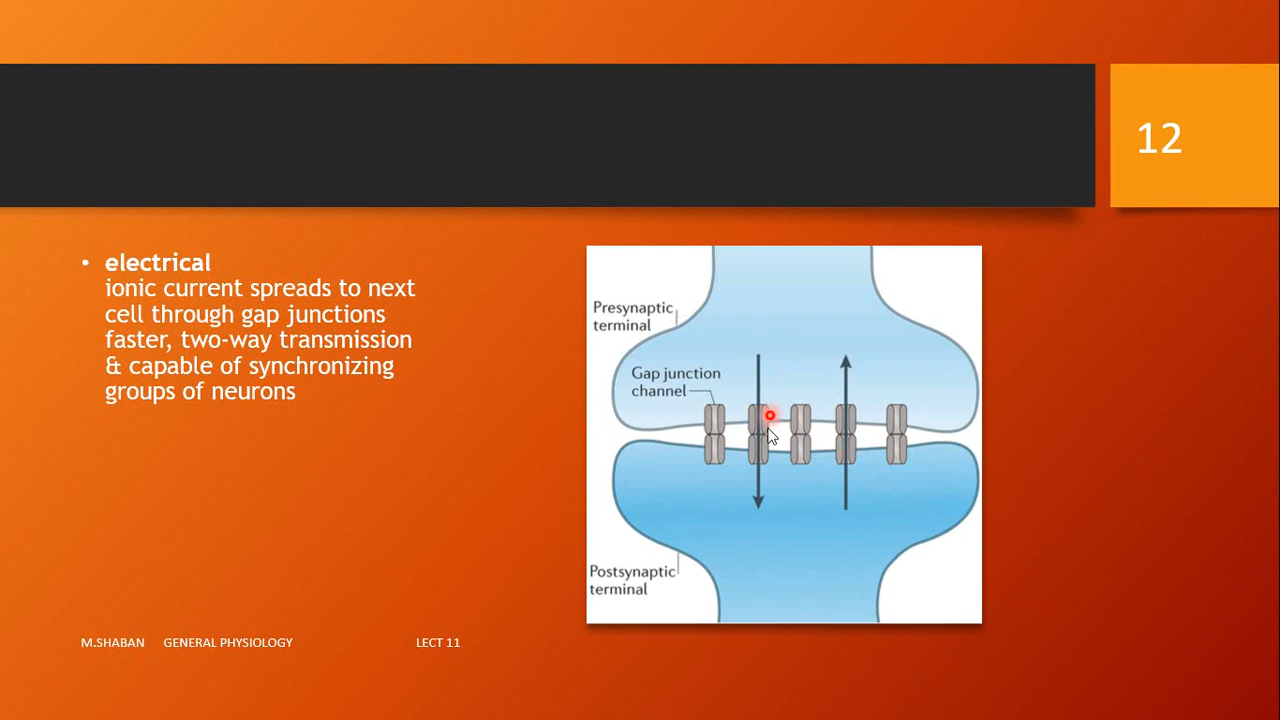 12
• electrical
ionic current spreads to next
cell through gap junctions
faster, two-way transmission
& capable of synchronizing
groups of neurons
Presynaptic
terminal
Gap junction
channel
Postsynaptic
terminal
M.SHABAN GENERAL PHYSIOLOGY LECT 11